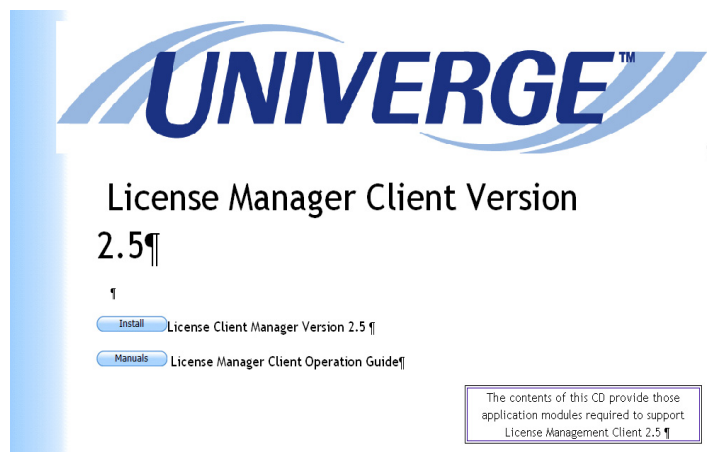 UNIVERGE™
License Manager Client Version
2.5¶
¶
Install License Client Manager Version 2.5 ¶
Manuals License Manager Client Operation Guide¶
The contents of this CD provide those
application modules required to support
License Management Client 2.5 ¶